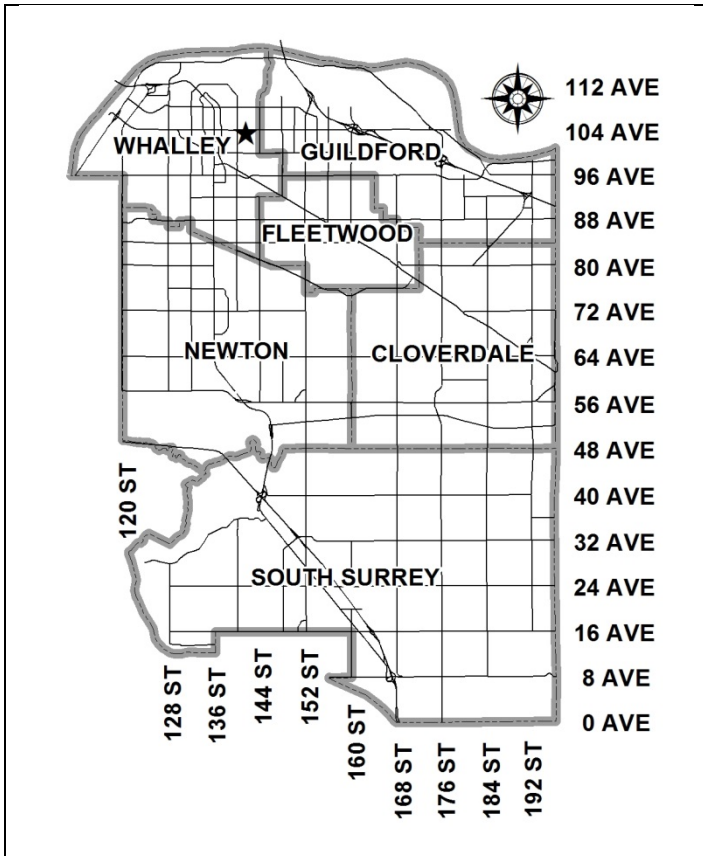 112 AVE
104 AVE
WHALLEY
GUILDFORD
96 AVE
88 AVE
FLEETWOOD
80 AVE
72 AVE
NEWTON
CLOVERDALE
64 AVE
56 AVE
48 AVE
120 ST
40 AVE
32 AVE
SOUTH SURREY
24 AVE
16 AVE
8 AVE
128 ST
136 ST
144 ST
152 ST
160 ST
0 AVE
168 ST
176 ST
184 ST
192 ST